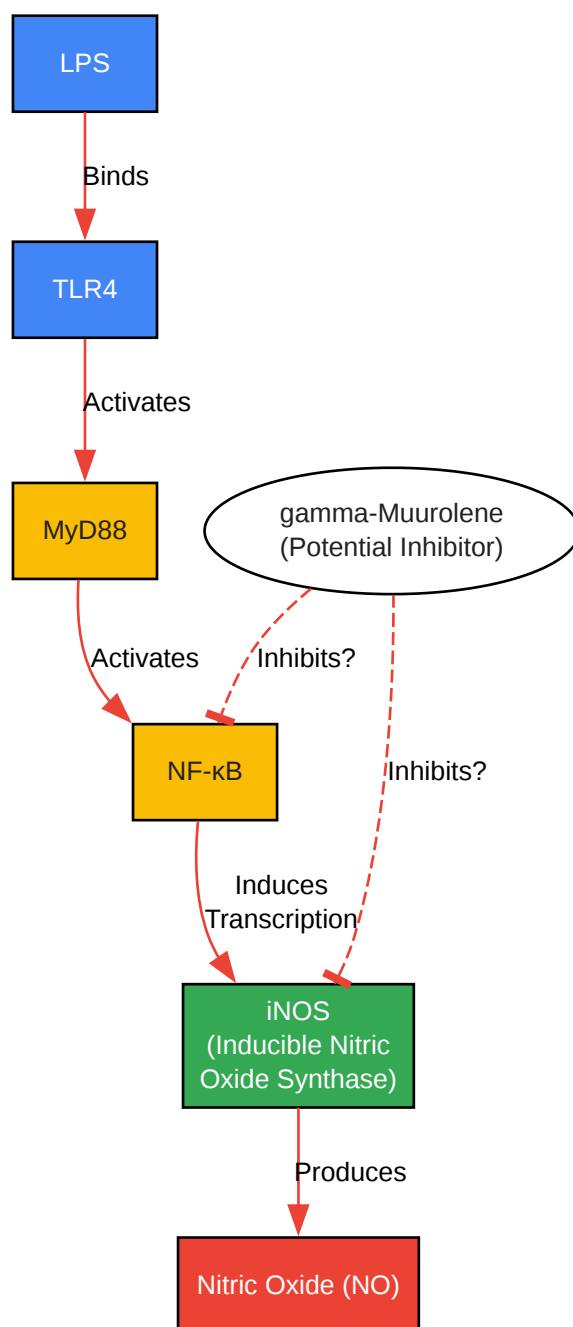 LPS
Binds
TLR4
Activates
MyD88
gamma-Muurolene
(Potential Inhibitor)
Activates
Inhibits?
NF-κB
Inhibits?
Induces
Transcription
iNOS
(Inducible Nitric
Oxide Synthase)
Produces
Nitric Oxide (NO)